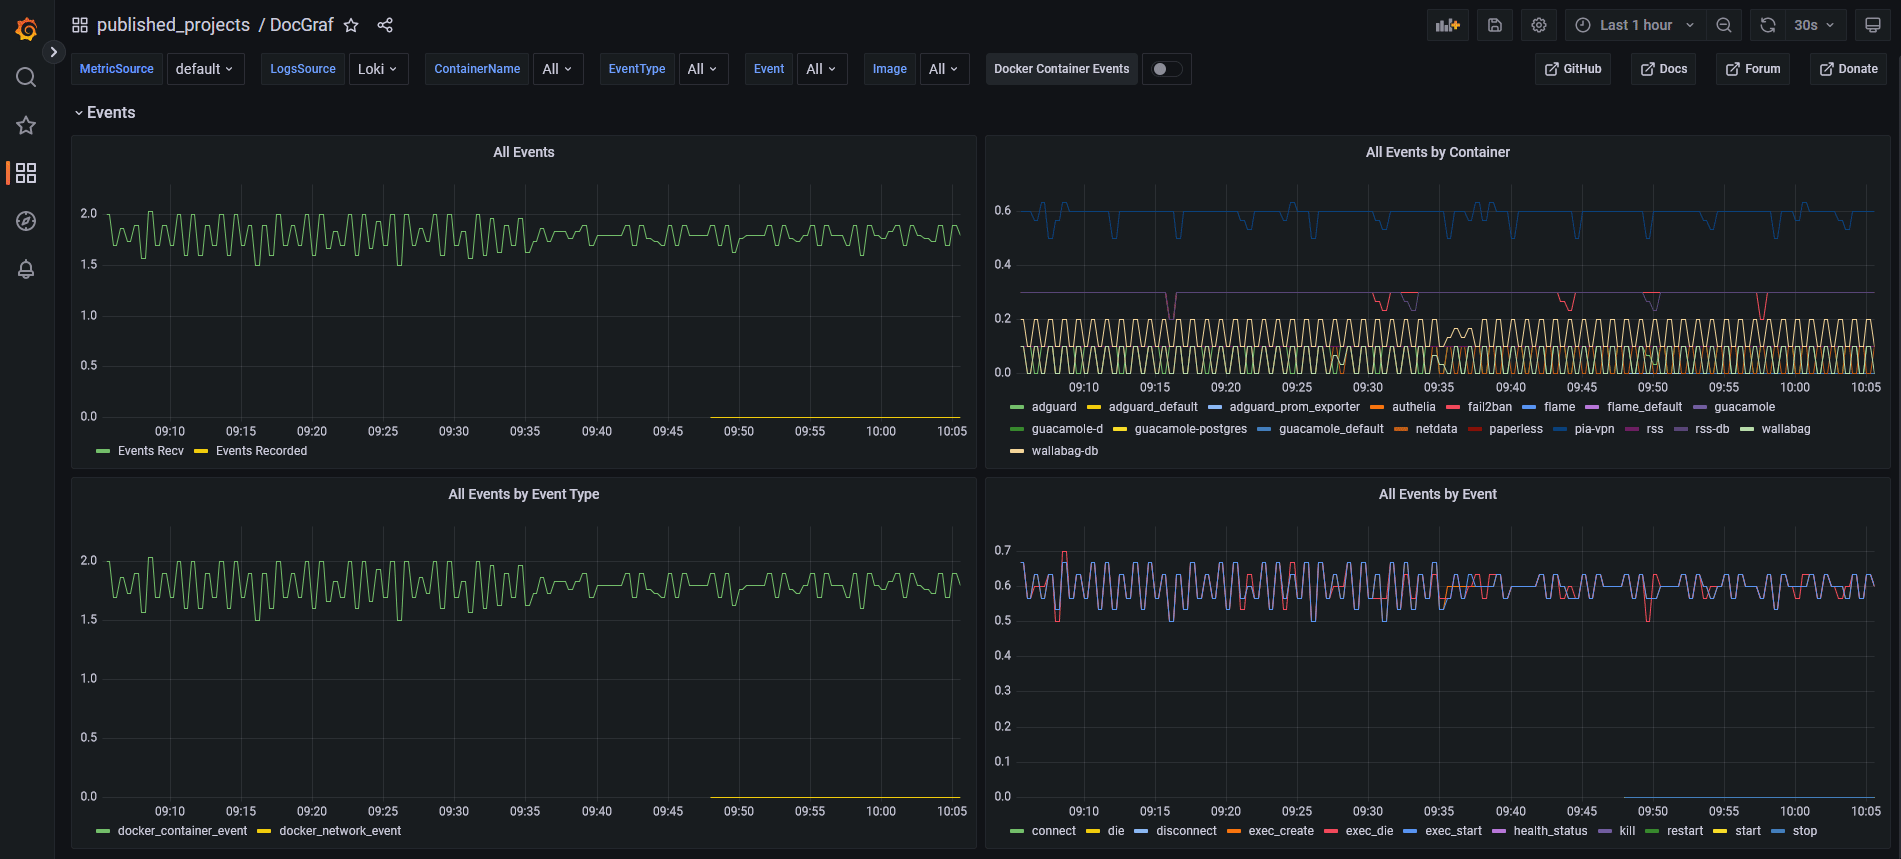 published_projects / DocGraf
Last 1 hour
30s
MetricSource default LogsSource Loki ContainerName All EventType All Event All Image All Docker Container Events GitHub Docs Forum Donate
Events
All Events
2.0
1.5
1.0
0.5
0.0
09:10 09:15 09:20 09:25 09:30 09:35 09:40 09:45 09:50 09:55 10:00 10:05
Events Recv Events Recorded
All Events by Container
0.6
0.4
0.2
0.0
09:10 09:15 09:20 09:25 09:30 09:35 09:40 09:45 09:50 09:55 10:00 10:05
adguard adguard_default adguard_prom_exporter authelia fail2ban flame flame_default guacamole
guacamole-d guacamole-postgres guacamole_default netdata paperless pia-vpn rss rss-db wallabag
wallabag-db
All Events by Event Type
2.0
1.5
1.0
0.5
0.0
09:10 09:15 09:20 09:25 09:30 09:35 09:40 09:45 09:50 09:55 10:00 10:05
docker_container_event docker_network_event
All Events by Event
0.7
0.6
0.5
0.4
0.3
0.2
0.1
0.0
09:10 09:15 09:20 09:25 09:30 09:35 09:40 09:45 09:50 09:55 10:00 10:05
connect die disconnect exec_create exec_die exec_start health_status kill restart start stop